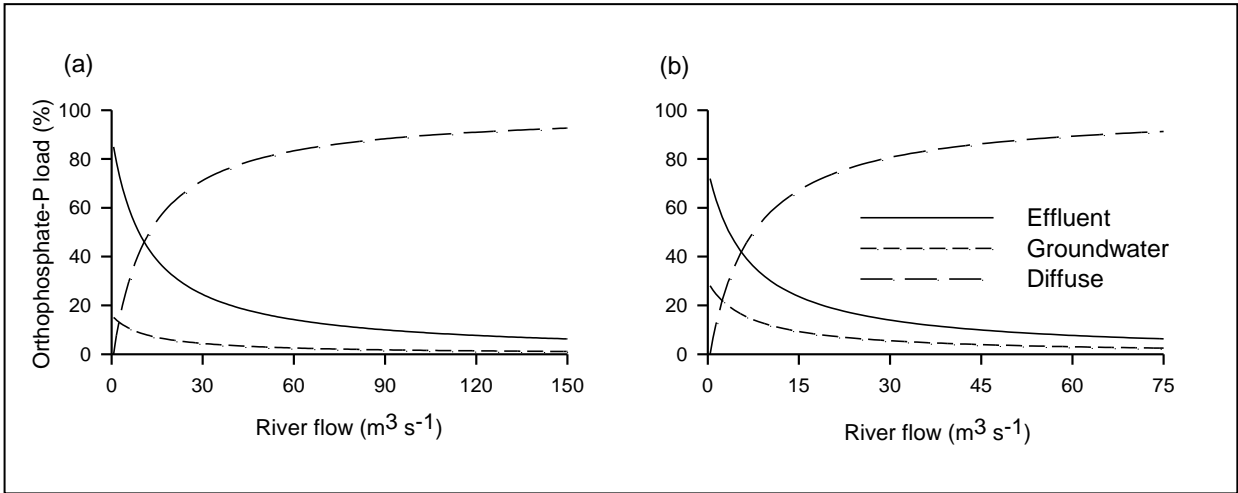 (a)
Orthophosphate-P load (%)
100
80
60
40
20
0
0 30 60 90 120 150
River flow (m³ s⁻¹)
(b)
100
80
60
40
20
0
0 15 30 45 60 75
River flow (m³ s⁻¹)
Effluent
Groundwater
Diffuse